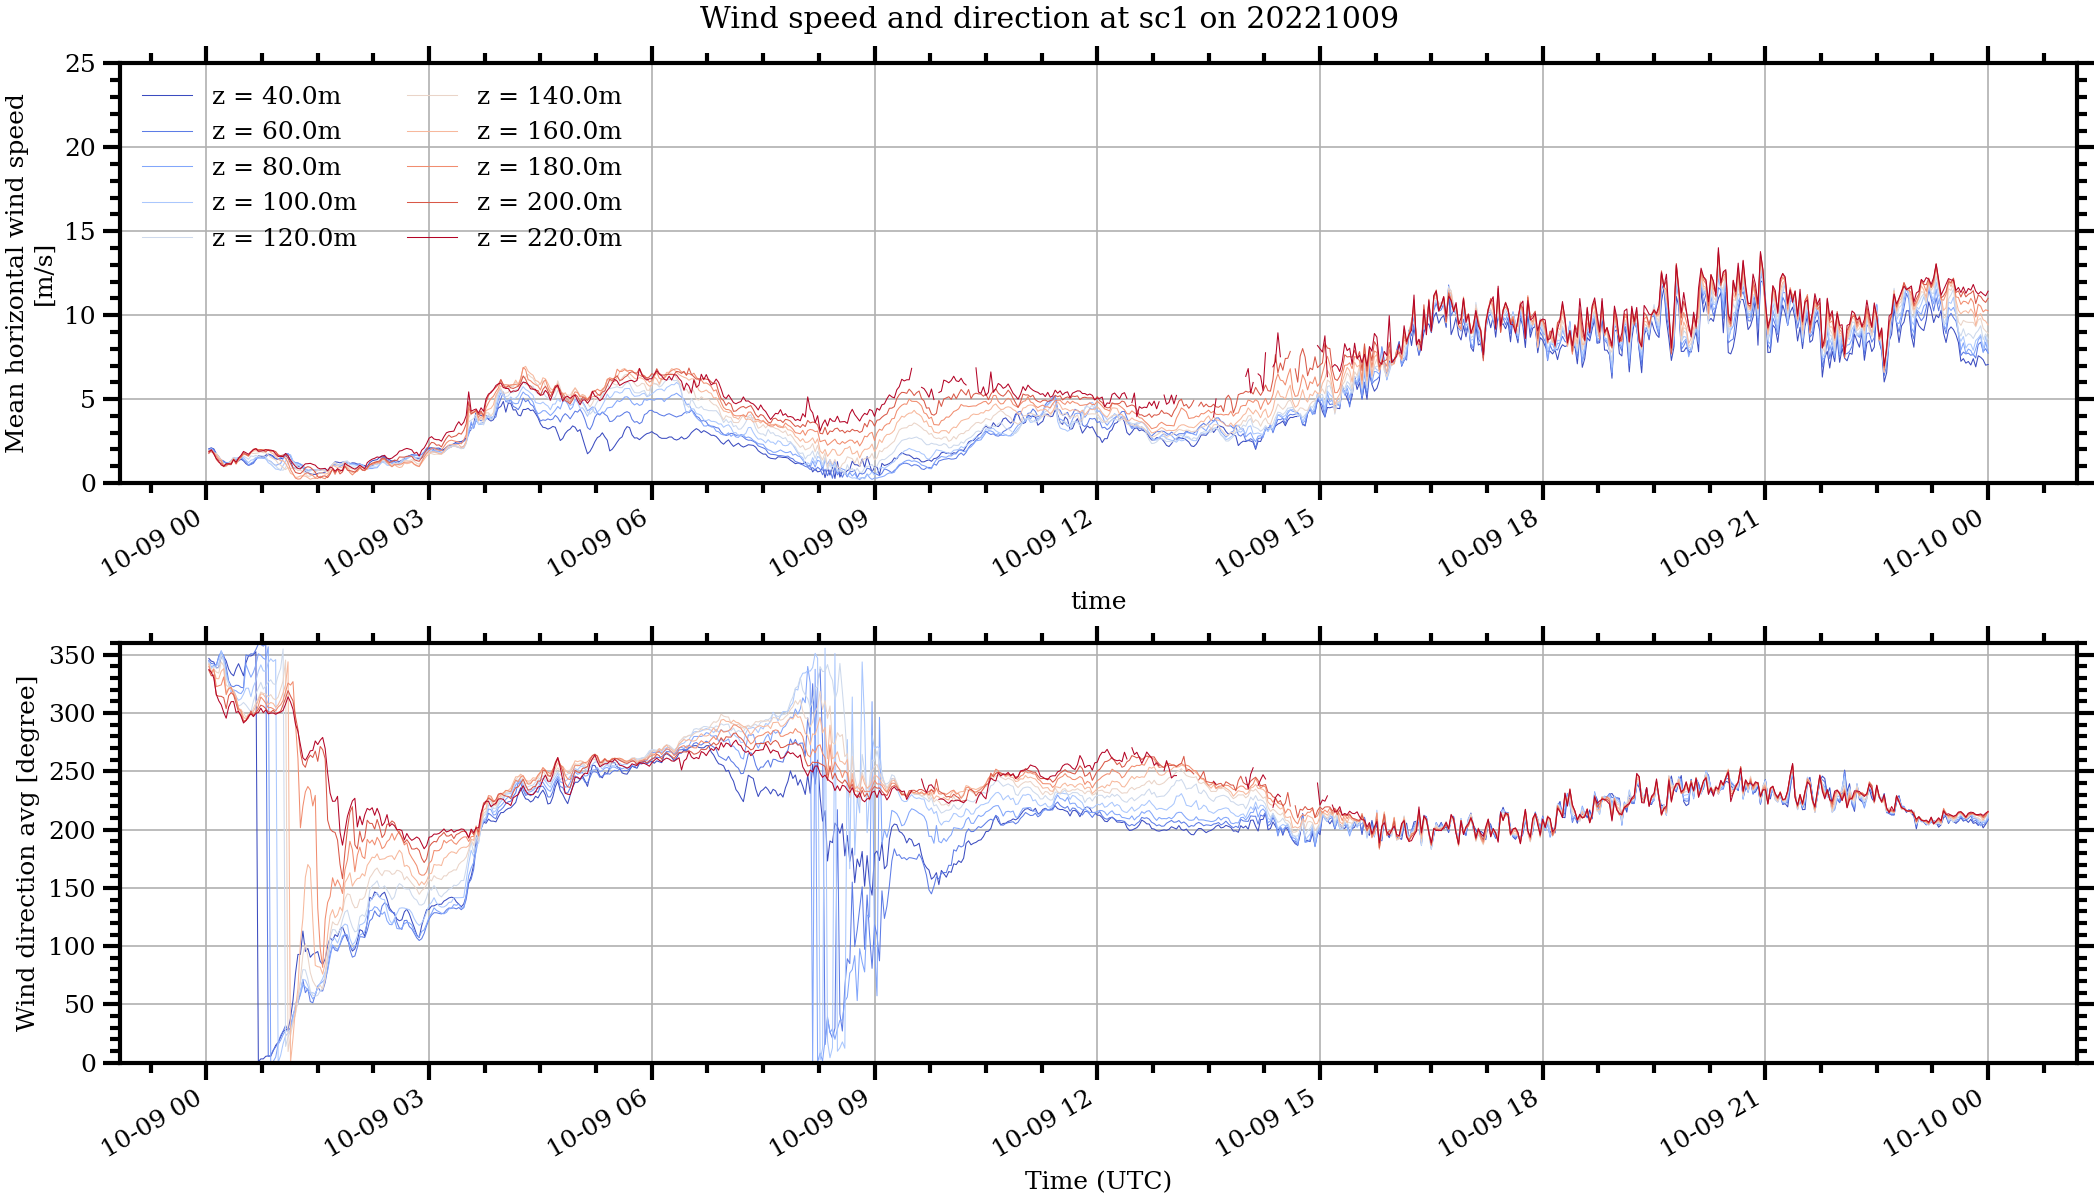 Wind speed and direction at sc1 on 20221009
Mean horizontal wind speed
[m/s]
25
20
15
10
5
0
z = 40.0m
z = 60.0m
z = 80.0m
z = 100.0m
z = 120.0m
z = 140.0m
z = 160.0m
z = 180.0m
z = 200.0m
z = 220.0m
10-09 00
10-09 03
10-09 06
10-09 09
10-09 12
10-09 15
10-09 18
10-09 21
10-10 00
time
Wind direction avg [degree]
350
300
250
200
150
100
50
0
10-09 00
10-09 03
10-09 06
10-09 09
10-09 12
10-09 15
10-09 18
10-09 21
10-10 00
Time (UTC)